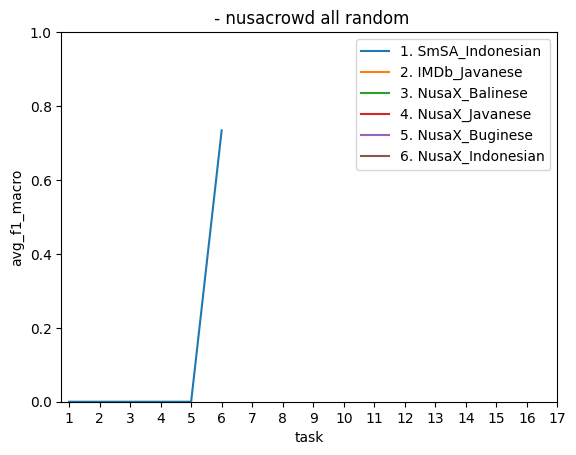 - nusacrowd all random
1.0
0.8
0.6
0.4
0.2
0.0
avg_f1_macro
1. SmSA_Indonesian
2. IMDb_Javanese
3. NusaX_Balinese
4. NusaX_Javanese
5. NusaX_Buginese
6. NusaX_Indonesian
1 2 3 4 5 6 7 8 9 10 11 12 13 14 15 16 17
task